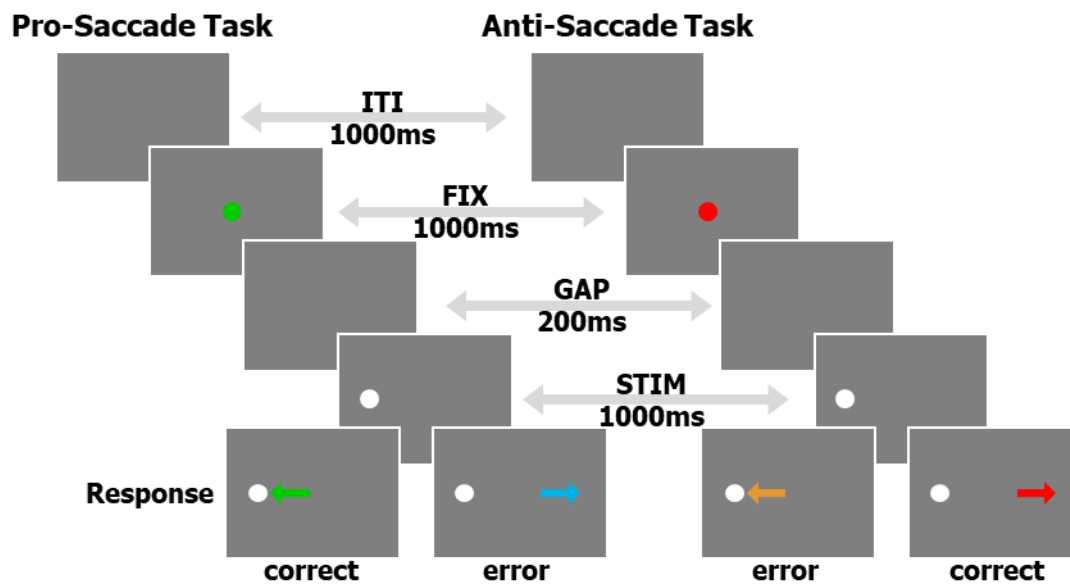 Pro-Saccade Task
Anti-Saccade Task
ITI
1000ms
FIX
1000ms
GAP
200ms
STIM
1000ms
Response
correct
error
error
correct